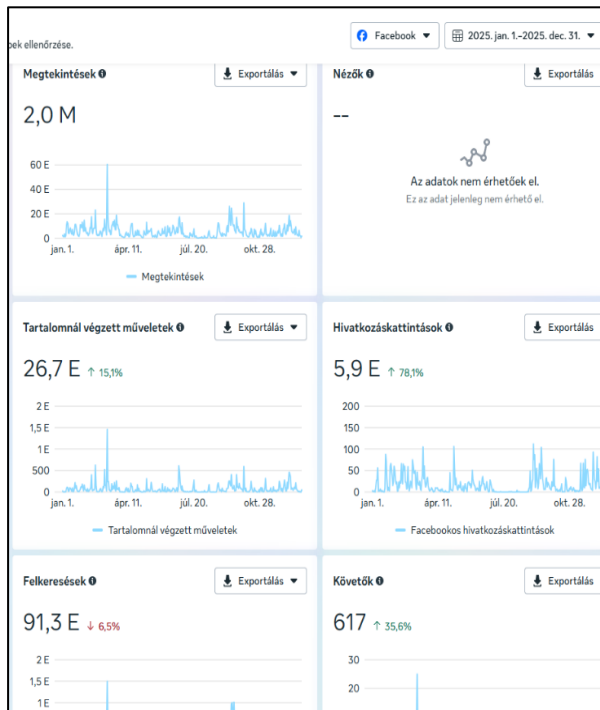 Facebook
2025. jan. 1.–2025. dec. 31.
pek ellenőrzése.
Megtekintések
Exportálás
2,0 M
60 E
40 E
20 E
0
jan. 1.
ápr. 11.
júl. 20.
okt. 28.
Megtekintések
Nézők
Exportálás
--
Az adatok nem érhetőek el.
Ez az adat jelenleg nem érhető el.
Tartalomnál végzett műveletek
Exportálás
26,7 E ↑ 15,1%
2 E
1,5 E
1 E
500
0
jan. 1.
ápr. 11.
júl. 20.
okt. 28.
Tartalomnál végzett műveletek
Hivatkozáskattintások
Exportálás
5,9 E ↑ 78,1%
200
150
100
50
0
jan. 1.
ápr. 11.
júl. 20.
okt. 28.
Facebookos hivatkozáskattintások
Felkeresések
Exportálás
91,3 E ↓ 6,5%
2 E
1,5 E
1 E
Követők
Exportálás
617 ↑ 35,6%
30
20